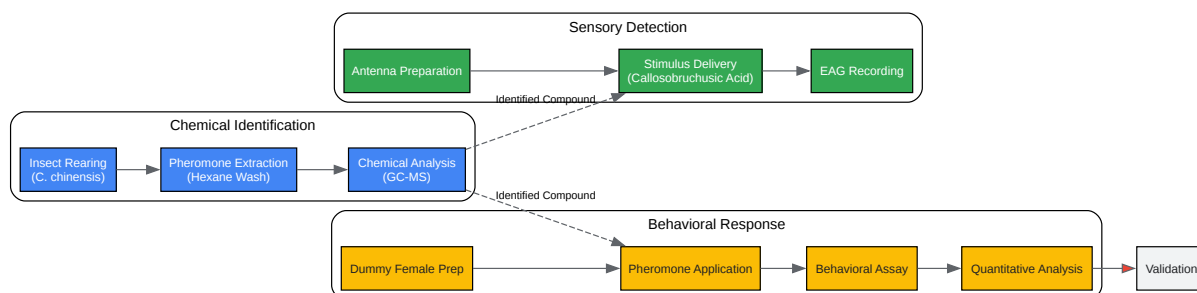 Sensory Detection
Antenna Preparation
Stimulus Delivery
(Callosobruchusic Acid)
EAG Recording
Identified Compound
Chemical Identification
Insect Rearing
(C. chinensis)
Pheromone Extraction
(Hexane Wash)
Chemical Analysis
(GC-MS)
Identified Compound
Behavioral Response
Dummy Female Prep
Pheromone Application
Behavioral Assay
Quantitative Analysis
Validation